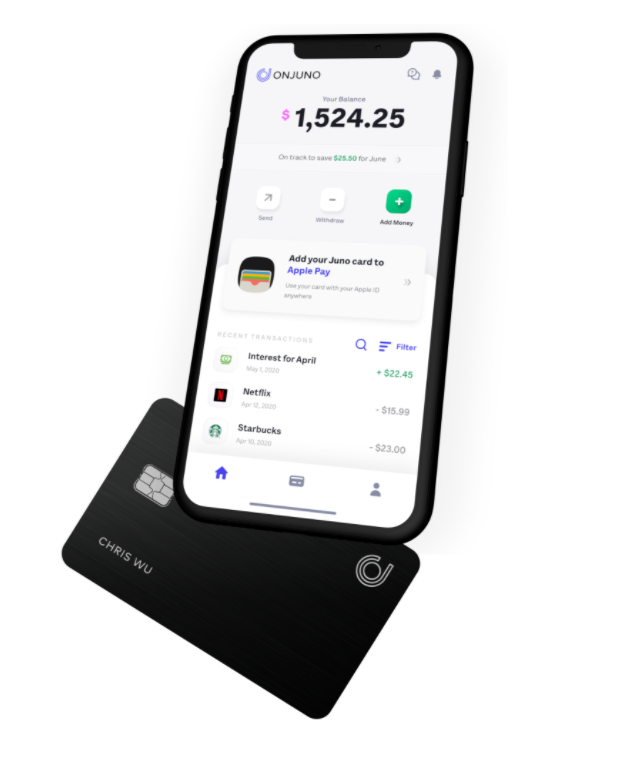 ONJUNO
Your Balance
$ 1,524.25
On track to save $25.50 for June
Send
Withdraw
Add Money
Add your Juno card to
Apple Pay
Use your card with your Apple ID
anywhere
RECENT TRANSACTIONS
Filter
Interest for April
May 1, 2020
+ $22.45
Netflix
Apr 12, 2020
- $15.99
Starbucks
Apr 10, 2020
- $23.00
CHRIS WU